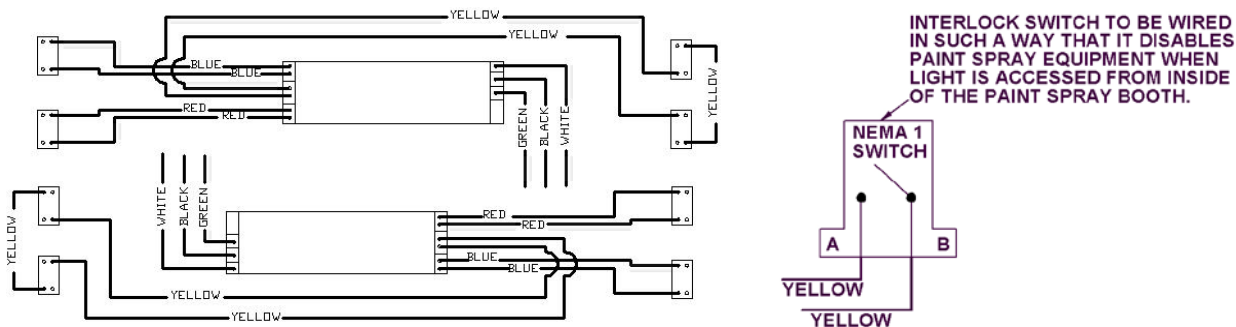 YELLOW
YELLOW
BLUE
BLUE
YELLOW
RED
RED
GREEN
BLACK
WHITE
WHITE
BLACK
GREEN
RED
RED
YELLOW
BLUE
BLUE
YELLOW
YELLOW
INTERLOCK SWITCH TO BE WIRED
IN SUCH A WAY THAT IT DISABLES
PAINT SPRAY EQUIPMENT WHEN
LIGHT IS ACCESSED FROM INSIDE
OF THE PAINT SPRAY BOOTH.
NEMA 1
SWITCH
A B
YELLOW
YELLOW